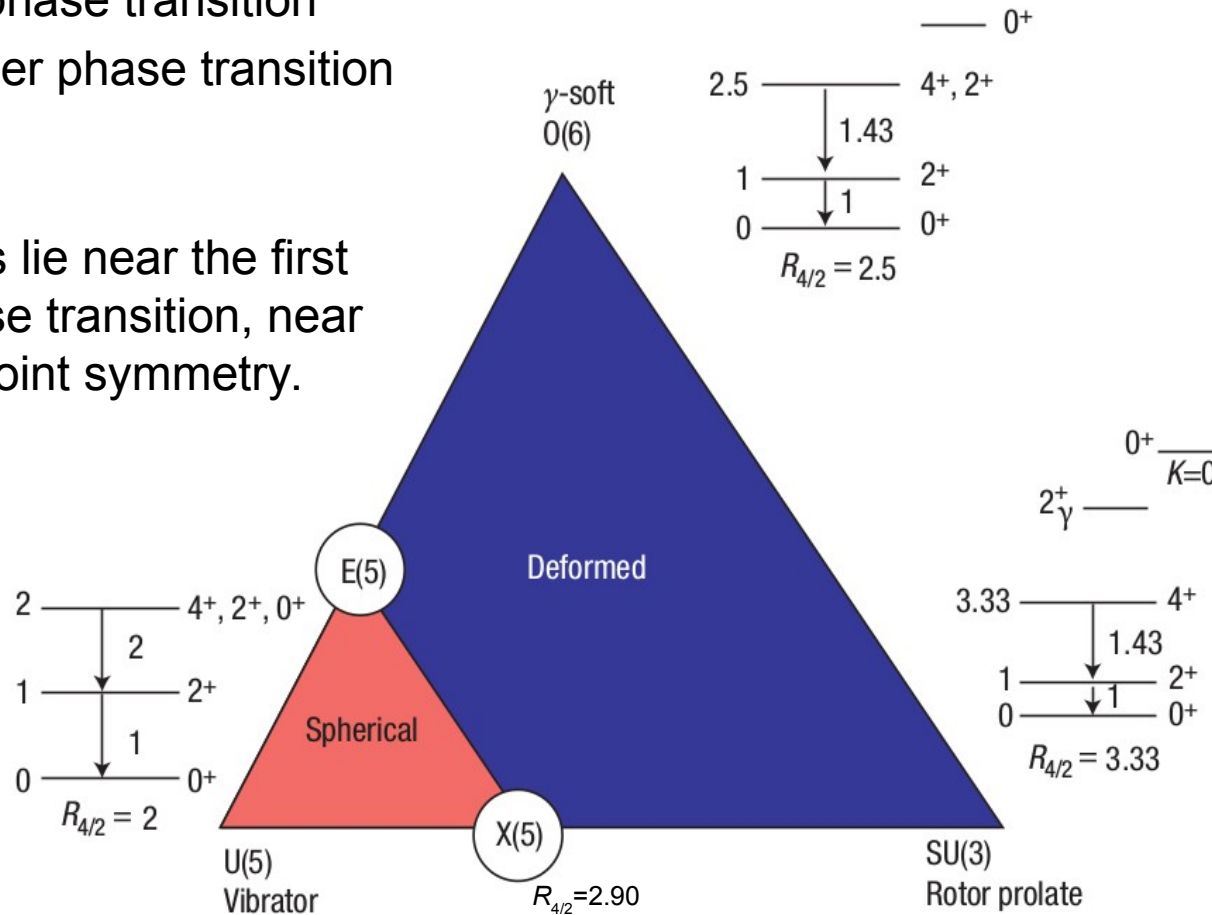 phase transition
er phase transition
s lie near the first
se transition, near
oint symmetry.
γ-soft
O(6)
0⁺
2.5 4⁺, 2⁺
1.43
1 2⁺
1
0 0⁺
R₄/₂ = 2.5
E(5)
Deformed
Spherical
2 4⁺, 2⁺, 0⁺
2
1 2⁺
1
0 0⁺
R₄/₂ = 2
0⁺
K=0
2⁺γ
3.33 4⁺
1.43
1 2⁺
1
0 0⁺
R₄/₂ = 3.33
X(5)
U(5)
Vibrator
R₄/₂=2.90
SU(3)
Rotor prolate